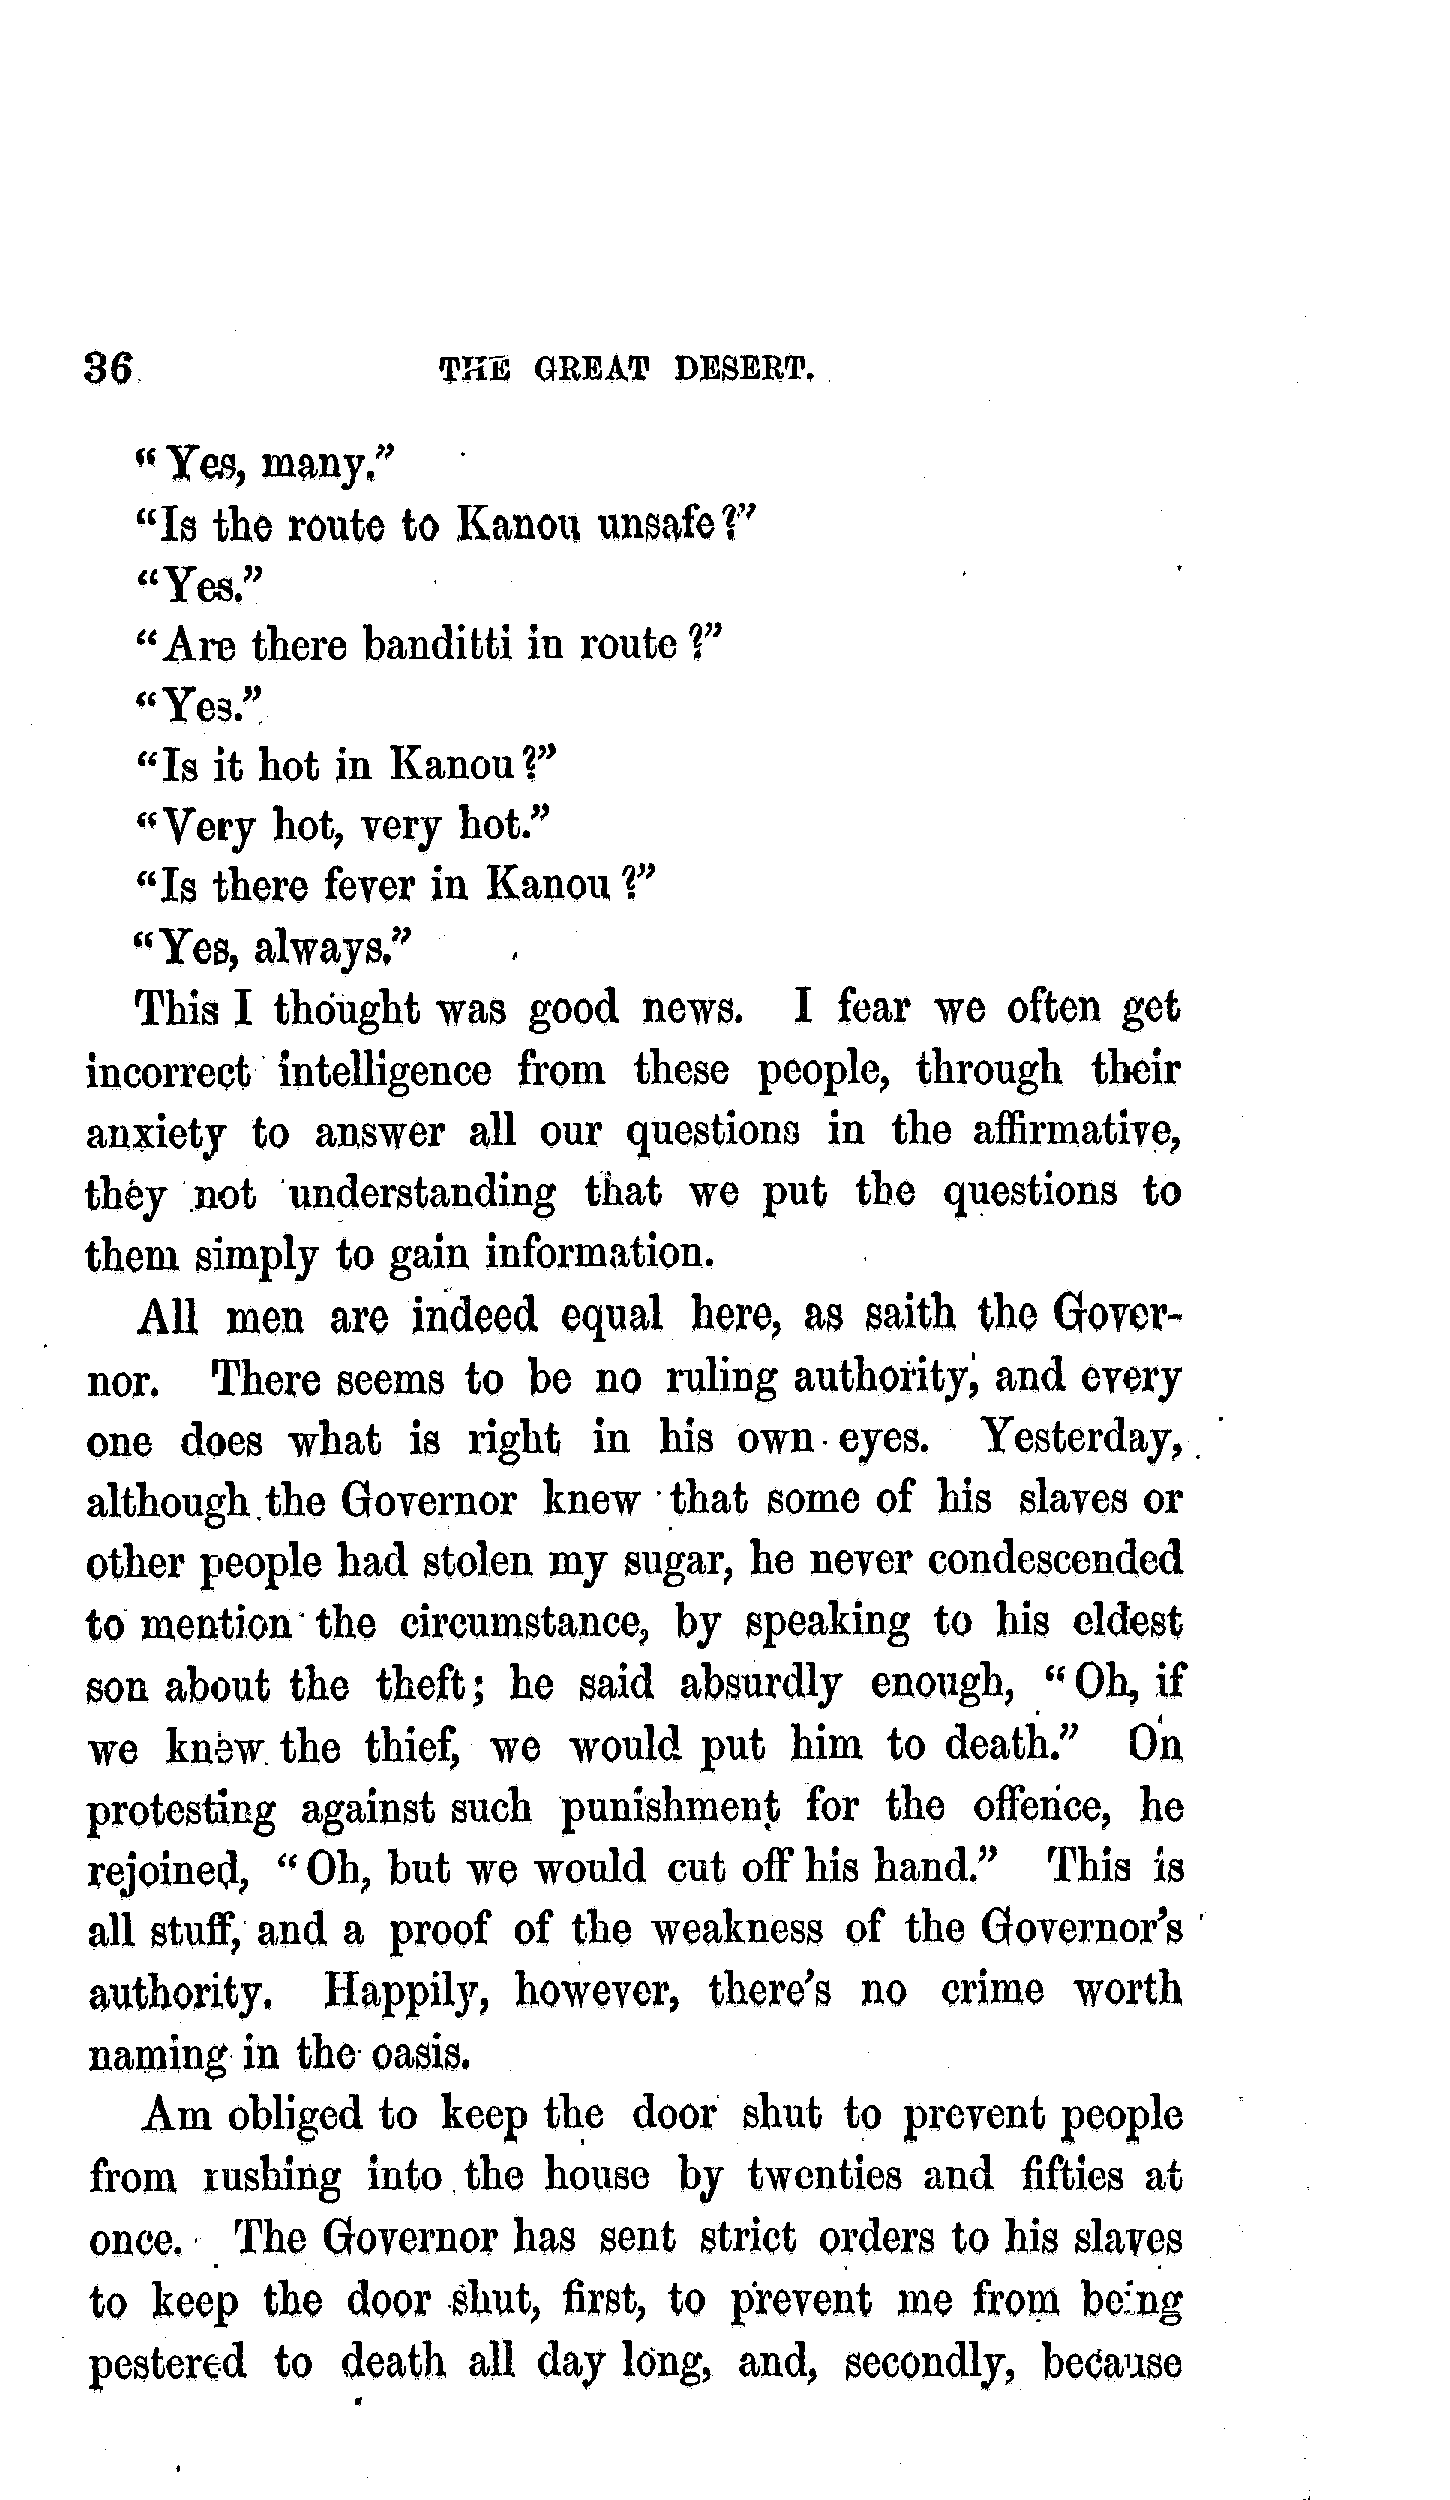 36 THE GREAT DESERT.
“Yes, many.”
“Is the route to Kanou unsafe?”
“Yes.”
“Are there banditti in route?”
“Yes.”
“Is it hot in Kanou?”
“Very hot, very hot.”
“Is there fever in Kanou?”
“Yes, always.”
This I thought was good news. I fear we often get
incorrect intelligence from these people, through their
anxiety to answer all our questions in the affirmative,
they not understanding that we put the questions to
them simply to gain information.
All men are indeed equal here, as saith the Gover-
nor. There seems to be no ruling authority, and every
one does what is right in his own eyes. Yesterday,
although the Governor knew that some of his slaves or
other people had stolen my sugar, he never condescended
to mention the circumstance, by speaking to his eldest
son about the theft; he said absurdly enough, “Oh, if
we knew the thief, we would put him to death.” On
protesting against such punishment for the offence, he
rejoined, “Oh, but we would cut off his hand.” This is
all stuff, and a proof of the weakness of the Governor’s
authority. Happily, however, there’s no crime worth
naming in the oasis.
Am obliged to keep the door shut to prevent people
from rushing into the house by twenties and fifties at
once. The Governor has sent strict orders to his slaves
to keep the door shut, first, to prevent me from being
pestered to death all day long, and, secondly, because